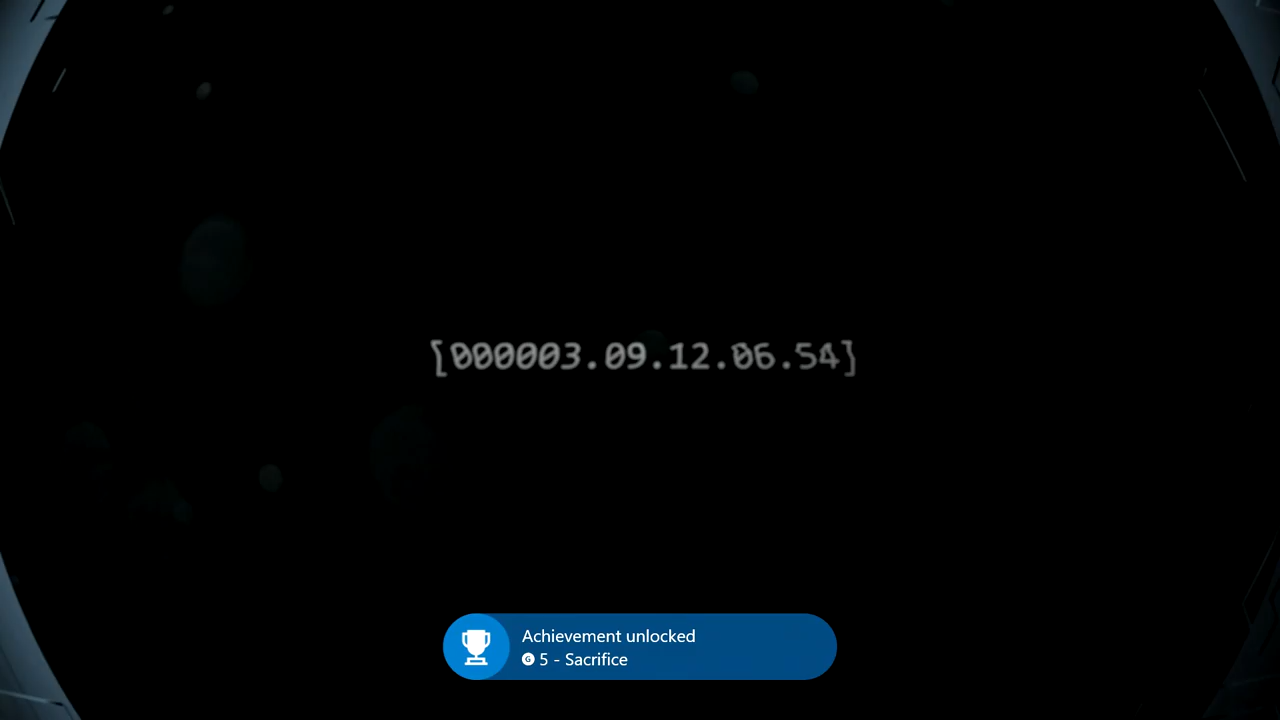 [000003.09.12.06.54]
Achievement unlocked
G 5 - Sacrifice